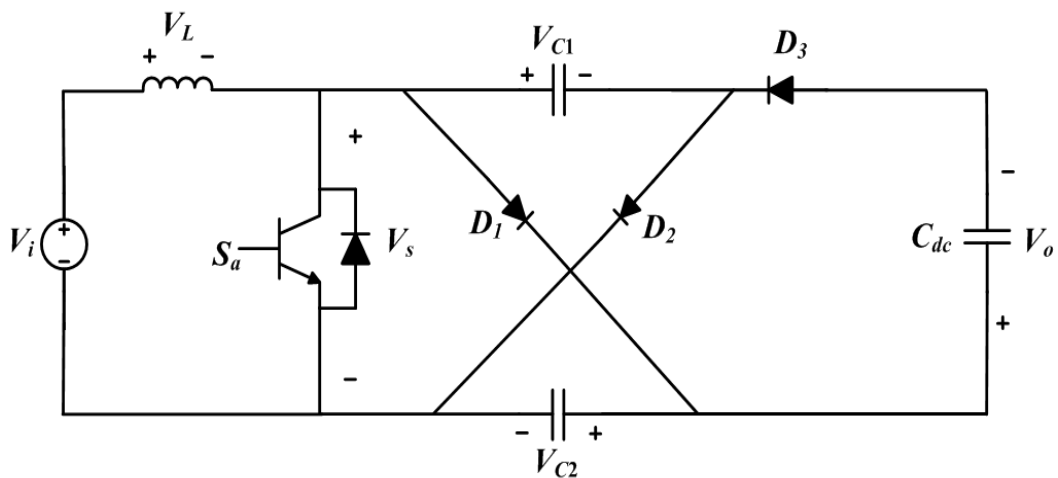 V_L
+ -
V_C1
+ -
D_3
+
-
V_i
+
-
S_a
V_s
D_1
D_2
C_dc
V_o
+
-
- +
V_C2